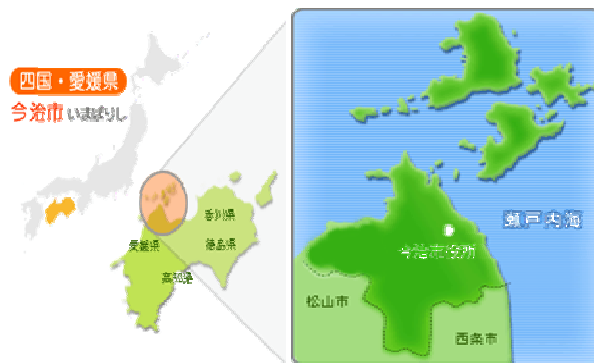 四国・愛媛県
今治市 いまばりし
香川県
愛媛県
徳島県
高知県
瀬戸内海
今治市役所
松山市
西条市